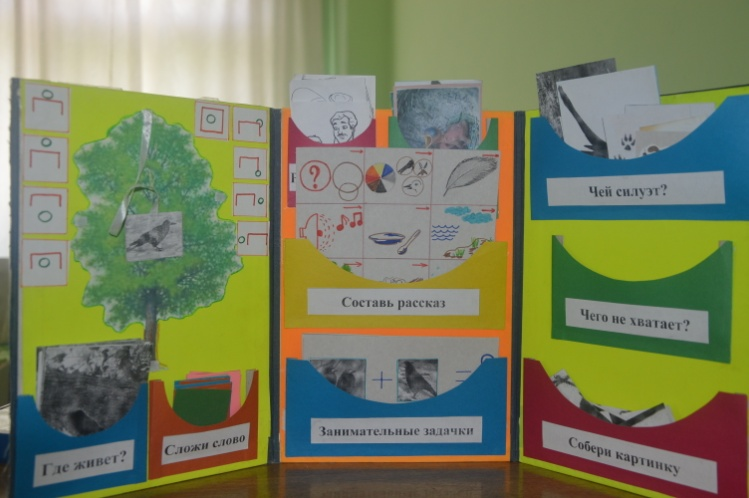 Где живет?
Сложи слово
Составь рассказ
Занимательные задачки
Чей силуэт?
Чего не хватает?
Собери картинку